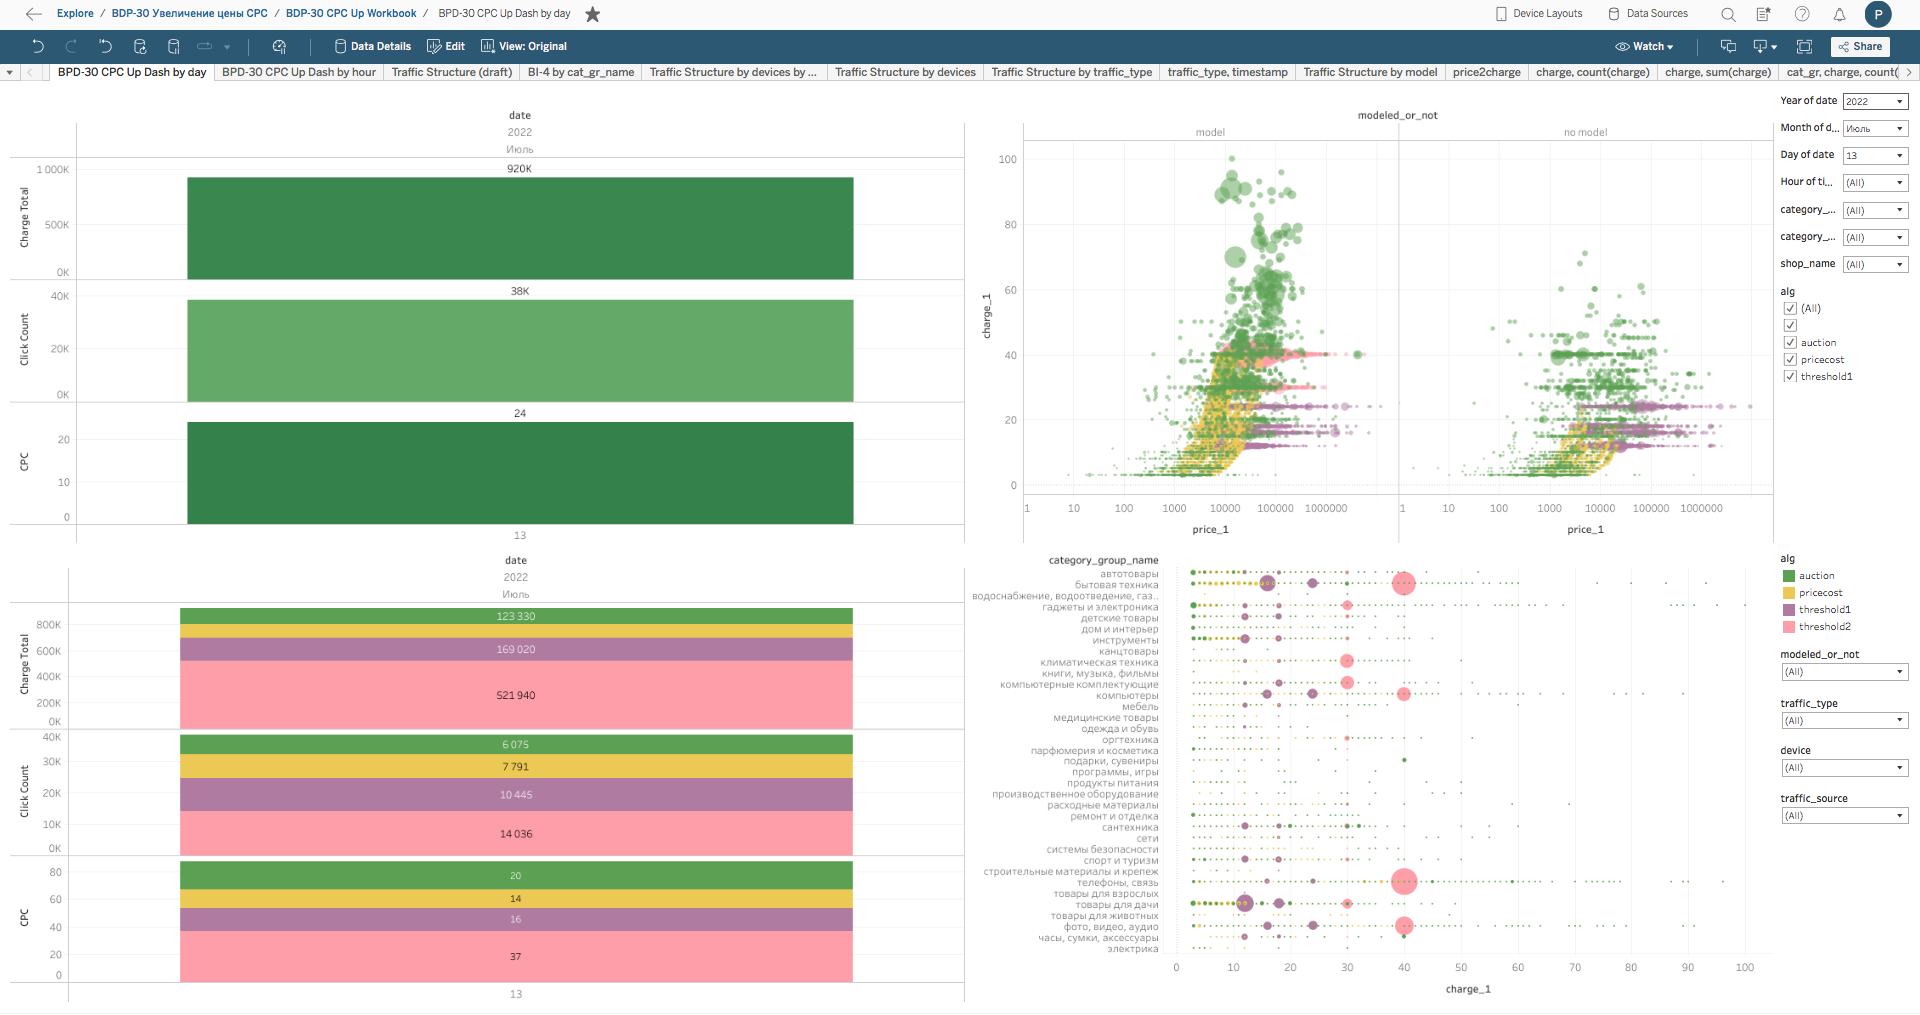 Explore / BDP-30 Увеличение цены CPC / BDP-30 CPC Up Workbook / BPD-30 CPC Up Dash by day
Device Layouts
Data Sources
P
Data Details
Edit
View: Original
Watch
Share
BPD-30 CPC Up Dash by day
BPD-30 CPC Up Dash by hour
Traffic Structure (draft)
BI-4 by cat_gr_name
Traffic Structure by devices by ...
Traffic Structure by devices
Traffic Structure by traffic_type
traffic_type, timestamp
Traffic Structure by model
price2charge
charge, count(charge)
charge, sum(charge)
cat_gr, charge, count(
date
2022
Июль
Charge Total
1 000K
500K
0K
920K
Click Count
40K
20K
0K
38K
CPC
20
10
0
24
13
modeled_or_not
model
no model
charge_1
100
80
60
40
20
0
1
10
100
1000
10000
100000
1000000
1
10
100
1000
10000
100000
1000000
price_1
price_1
Year of date
2022
Month of d...
Июль
Day of date
13
Hour of ti...
(All)
category_...
(All)
category_...
(All)
shop_name
(All)
alg
(All)
auction
pricecost
threshold1
date
2022
Июль
Charge Total
800K
600K
400K
200K
0K
123 330
169 020
521 940
Click Count
40K
30K
20K
10K
0K
6 075
7 791
10 445
14 036
CPC
80
60
40
20
0
20
14
16
37
13
category_group_name
автотовары
бытовая техника
водоснабжение, водоотведение, газ..
гаджеты и электроника
детские товары
дом и интерьер
инструменты
канцтовары
климатическая техника
книги, музыка, фильмы
компьютерные комплектующие
компьютеры
мебель
медицинские товары
одежда и обувь
оргтехника
парфюмерия и косметика
подарки, сувениры
программы, игры
продукты питания
производственное оборудование
расходные материалы
ремонт и отделка
сантехника
сети
системы безопасности
спорт и туризм
строительные материалы и крепеж
телефоны, связь
товары для взрослых
товары для дачи
товары для животных
фото, видео, аудио
часы, сумки, аксессуары
электрика
0
10
20
30
40
50
60
70
80
90
100
charge_1
alg
auction
pricecost
threshold1
threshold2
modeled_or_not
(All)
traffic_type
(All)
device
(All)
traffic_source
(All)